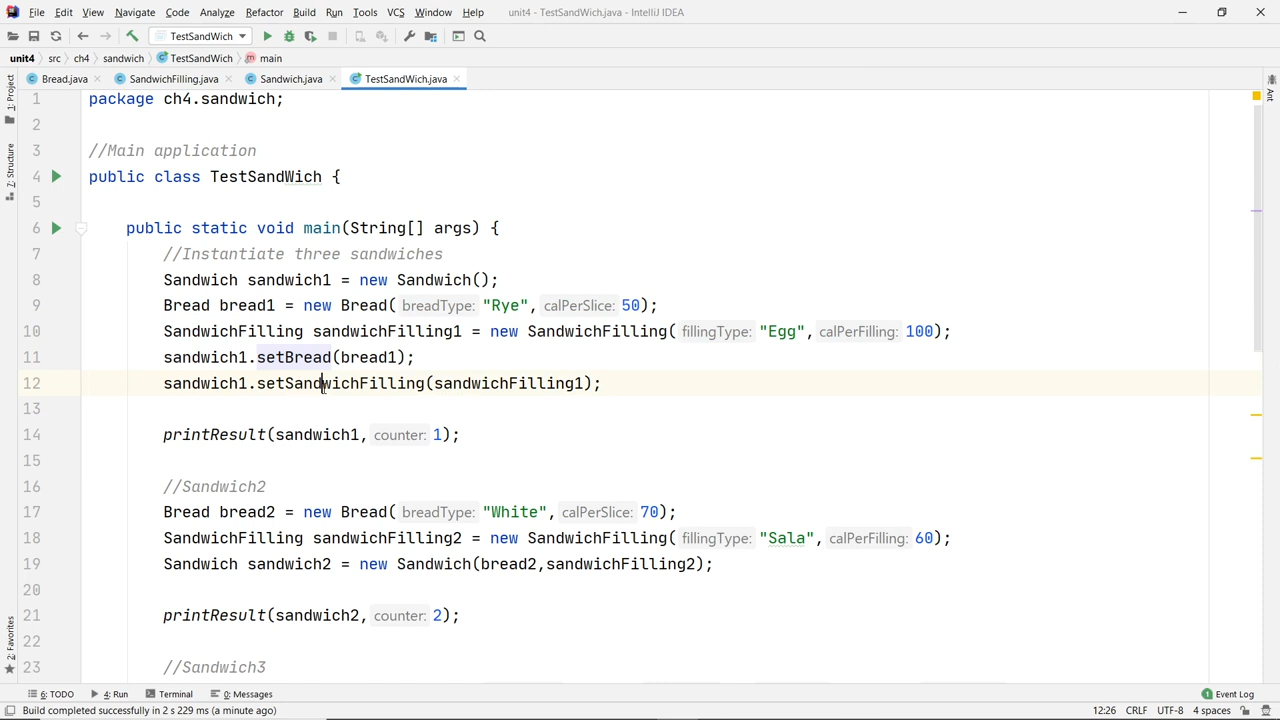 File Edit View Navigate Code Analyze Refactor Build Run Tools VCS Window Help unit4 - TestSandWich.java - IntelliJ IDEA
TestSandWich
unit4 src ch4 sandwich TestSandWich main
Bread.java SandwichFilling.java Sandwich.java TestSandWich.java
1: Project
7: Structure
2: Favorites
Ant
1 package ch4.sandwich;
2
3 //Main application
4 public class TestSandWich {
5
6 public static void main(String[] args) {
7 //Instantiate three sandwiches
8 Sandwich sandwich1 = new Sandwich();
9 Bread bread1 = new Bread( breadType: "Rye", calPerSlice: 50);
10 SandwichFilling sandwichFilling1 = new SandwichFilling( fillingType: "Egg", calPerFilling: 100);
11 sandwich1.setBread(bread1);
12 sandwich1.setSandwichFilling(sandwichFilling1);
13
14 printResult(sandwich1, counter: 1);
15
16 //Sandwich2
17 Bread bread2 = new Bread( breadType: "White", calPerSlice: 70);
18 SandwichFilling sandwichFilling2 = new SandwichFilling( fillingType: "Sala", calPerFilling: 60);
19 Sandwich sandwich2 = new Sandwich(bread2,sandwichFilling2);
20
21 printResult(sandwich2, counter: 2);
22
23 //Sandwich3
6: TODO 4: Run Terminal 0: Messages Event Log
Build completed successfully in 2 s 229 ms (a minute ago) 12:26 CRLF UTF-8 4 spaces